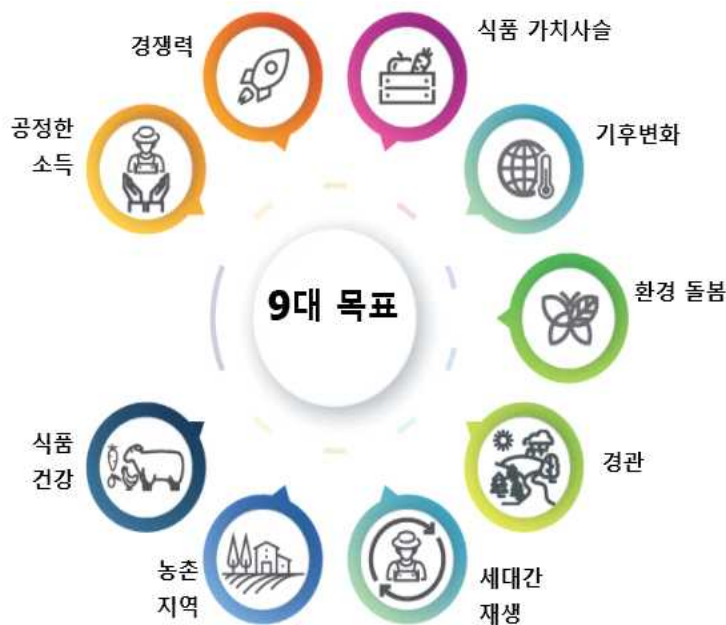 경쟁력
식품 가치사슬
공정한
소득
기후변화
9대 목표
환경 돌봄
식품
건강
경관
농촌
지역
세대간
재생